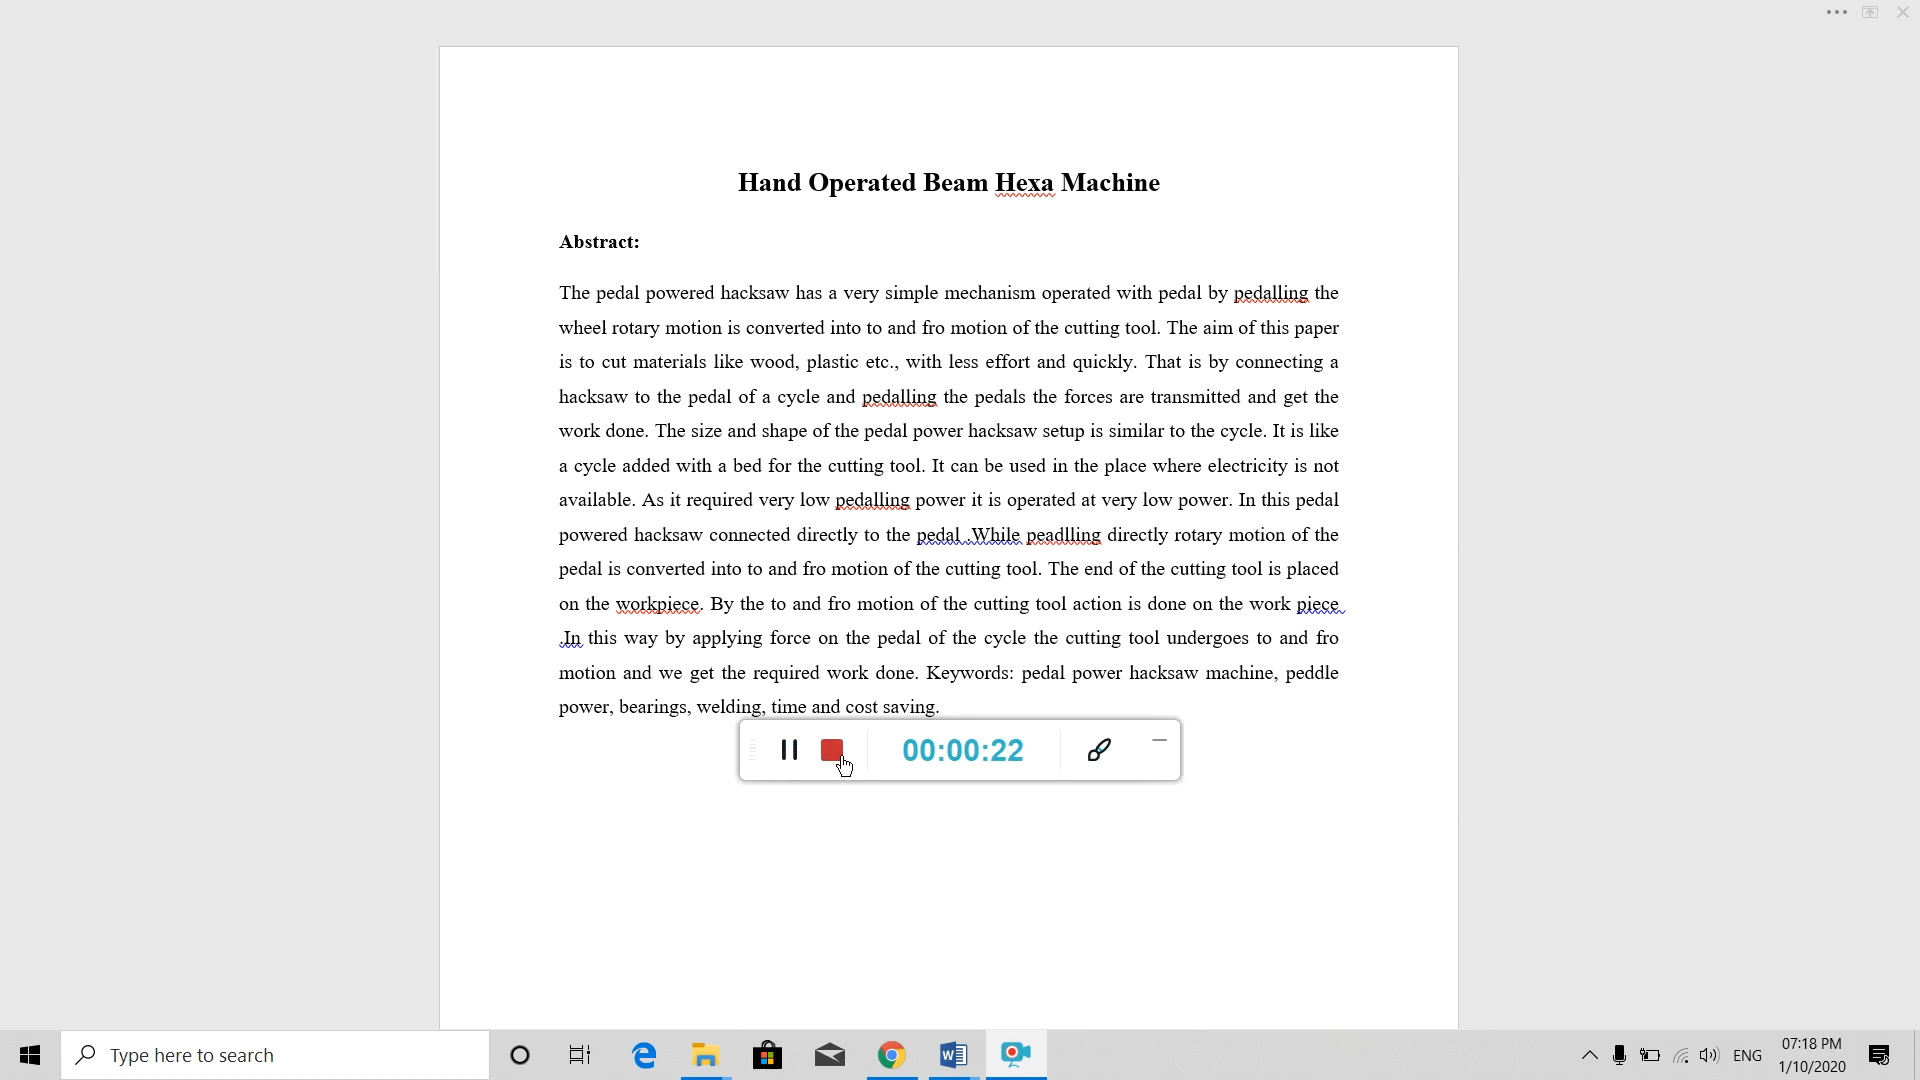 Hand Operated Beam Hexa Machine
Abstract:
The pedal powered hacksaw has a very simple mechanism operated with pedal by pedalling the
wheel rotary motion is converted into to and fro motion of the cutting tool. The aim of this paper
is to cut materials like wood, plastic etc., with less effort and quickly. That is by connecting a
hacksaw to the pedal of a cycle and pedalling the pedals the forces are transmitted and get the
work done. The size and shape of the pedal power hacksaw setup is similar to the cycle. It is like
a cycle added with a bed for the cutting tool. It can be used in the place where electricity is not
available. As it required very low pedalling power it is operated at very low power. In this pedal
powered hacksaw connected directly to the pedal .While peadlling directly rotary motion of the
pedal is converted into to and fro motion of the cutting tool. The end of the cutting tool is placed
on the workpiece. By the to and fro motion of the cutting tool action is done on the work piece
.In this way by applying force on the pedal of the cycle the cutting tool undergoes to and fro
motion and we get the required work done. Keywords: pedal power hacksaw machine, peddle
power, bearings, welding, time and cost saving.
00:00:22
Type here to search
ENG
07:18 PM
1/10/2020